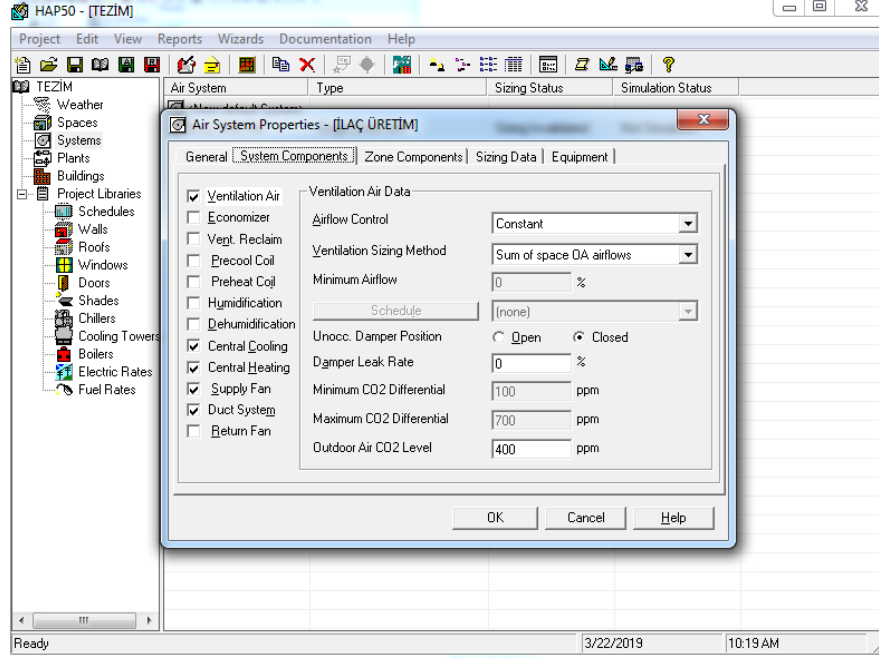 HAP50 - [TEZİM]
Project Edit View Reports Wizards Documentation Help
TEZİM
Weather
Spaces
Systems
Plants
Buildings
Project Libraries
Schedules
Walls
Roofs
Windows
Doors
Shades
Chillers
Cooling Towers
Boilers
Electric Rates
Fuel Rates
Air System Type Sizing Status Simulation Status
<New default System>
Air System Properties - [İLAÇ ÜRETİM]
General System Components Zone Components Sizing Data Equipment
Ventilation Air
Economizer
Vent. Reclaim
Precool Coil
Preheat Coil
Humidification
Dehumidification
Central Cooling
Central Heating
Supply Fan
Duct System
Return Fan
Ventilation Air Data
Airflow Control Constant
Ventilation Sizing Method Sum of space OA airflows
Minimum Airflow 0 %
Schedule (none)
Unocc. Damper Position Open Closed
Damper Leak Rate 0 %
Minimum CO2 Differential 100 ppm
Maximum CO2 Differential 700 ppm
Outdoor Air CO2 Level 400 ppm
OK Cancel Help
Ready 3/22/2019 10:19 AM